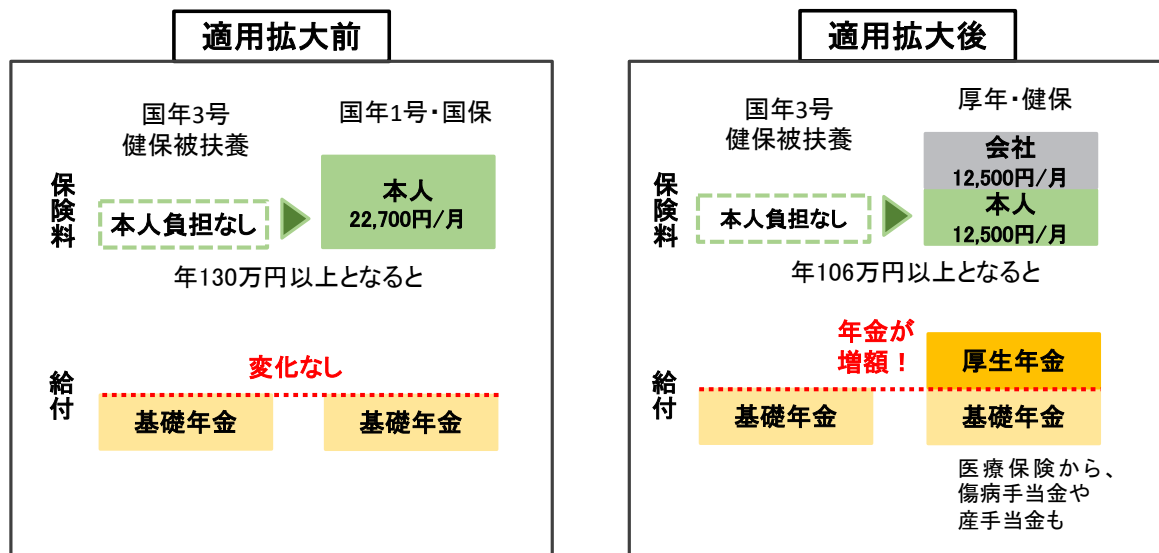 適用拡大前
国年3号
健保被扶養
国年1号・国保
保険料
本人負担なし
本人
22,700円/月
年130万円以上となると
給付
変化なし
基礎年金
基礎年金
適用拡大後
国年3号
健保被扶養
厚年・健保
保険料
本人負担なし
会社
12,500円/月
本人
12,500円/月
年106万円以上となると
給付
年金が
増額！
厚生年金
基礎年金
基礎年金
医療保険から、
傷病手当金や
産手当金も